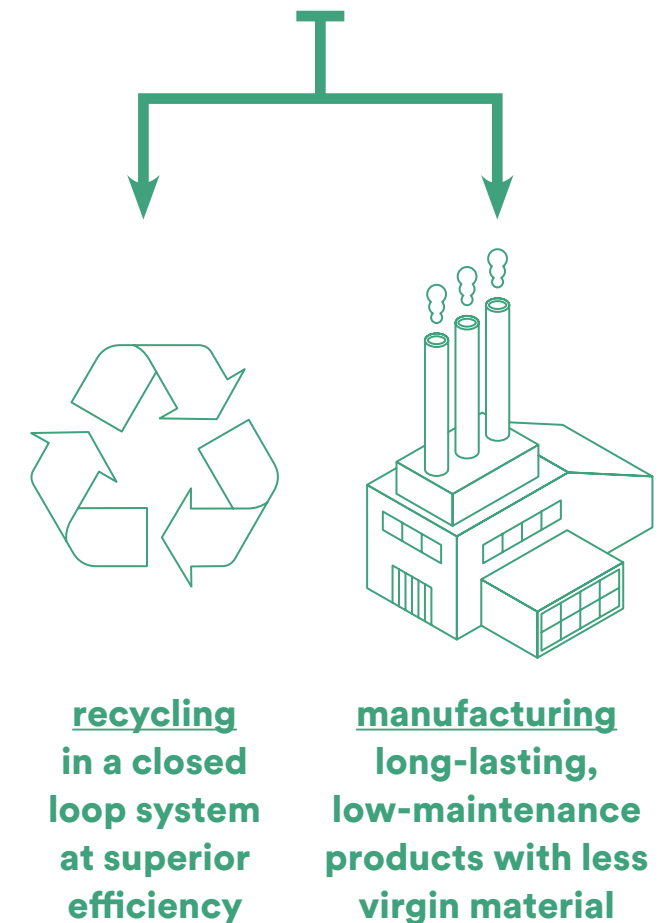 recycling
in a closed
loop system
at superior
efficiency
manufacturing
long-lasting,
low-maintenance
products with less
virgin material